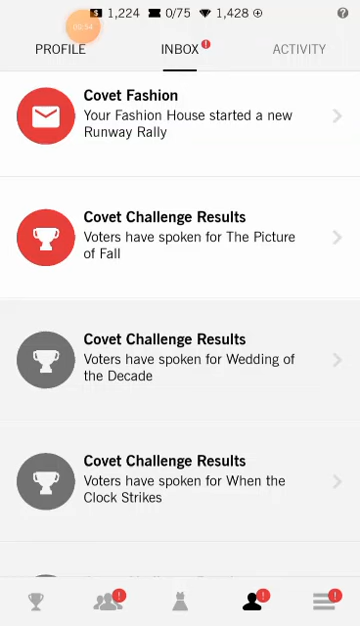 1,224 0/75 1,428
00:54
PROFILE INBOX ACTIVITY
Covet Fashion
Your Fashion House started a new
Runway Rally
Covet Challenge Results
Voters have spoken for The Picture
of Fall
Covet Challenge Results
Voters have spoken for Wedding of
the Decade
Covet Challenge Results
Voters have spoken for When the
Clock Strikes